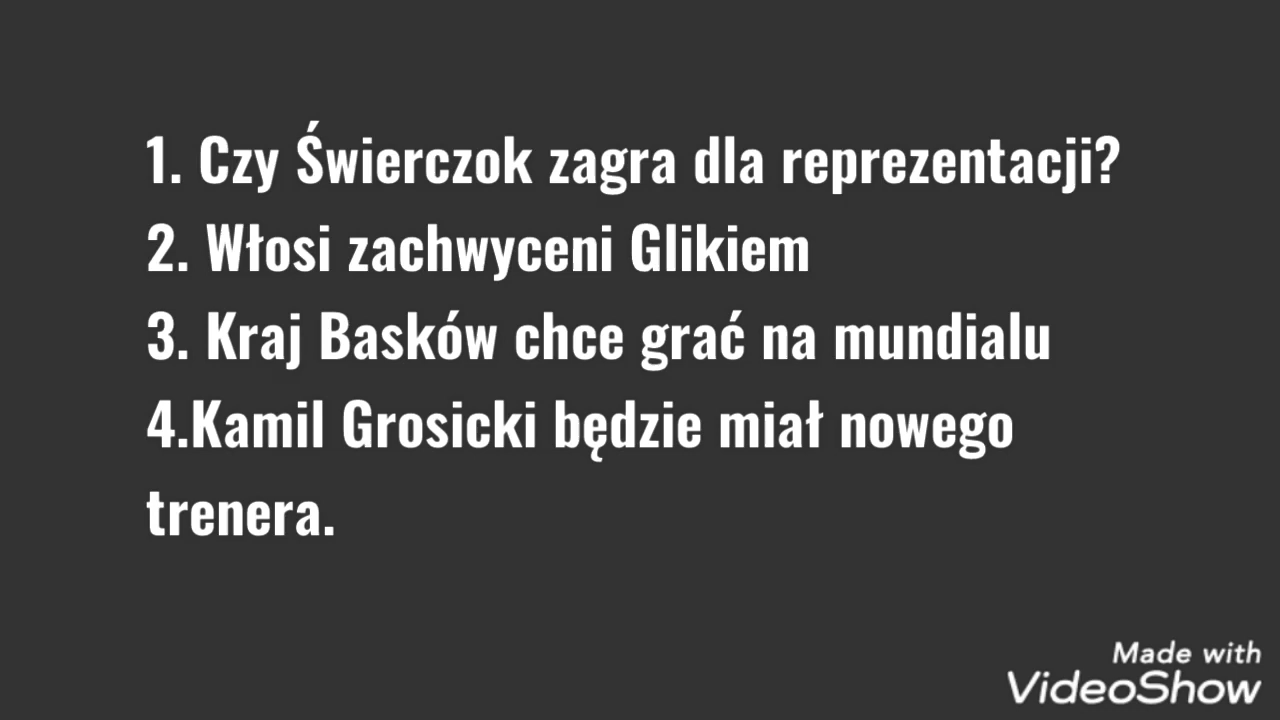 1. Czy Świerczok zagra dla reprezentacji?
2. Włosi zachwyceni Glikiem
3. Kraj Basków chce grać na mundialu
4.Kamil Grosicki będzie miał nowego
trenera.
Made with
VideoShow